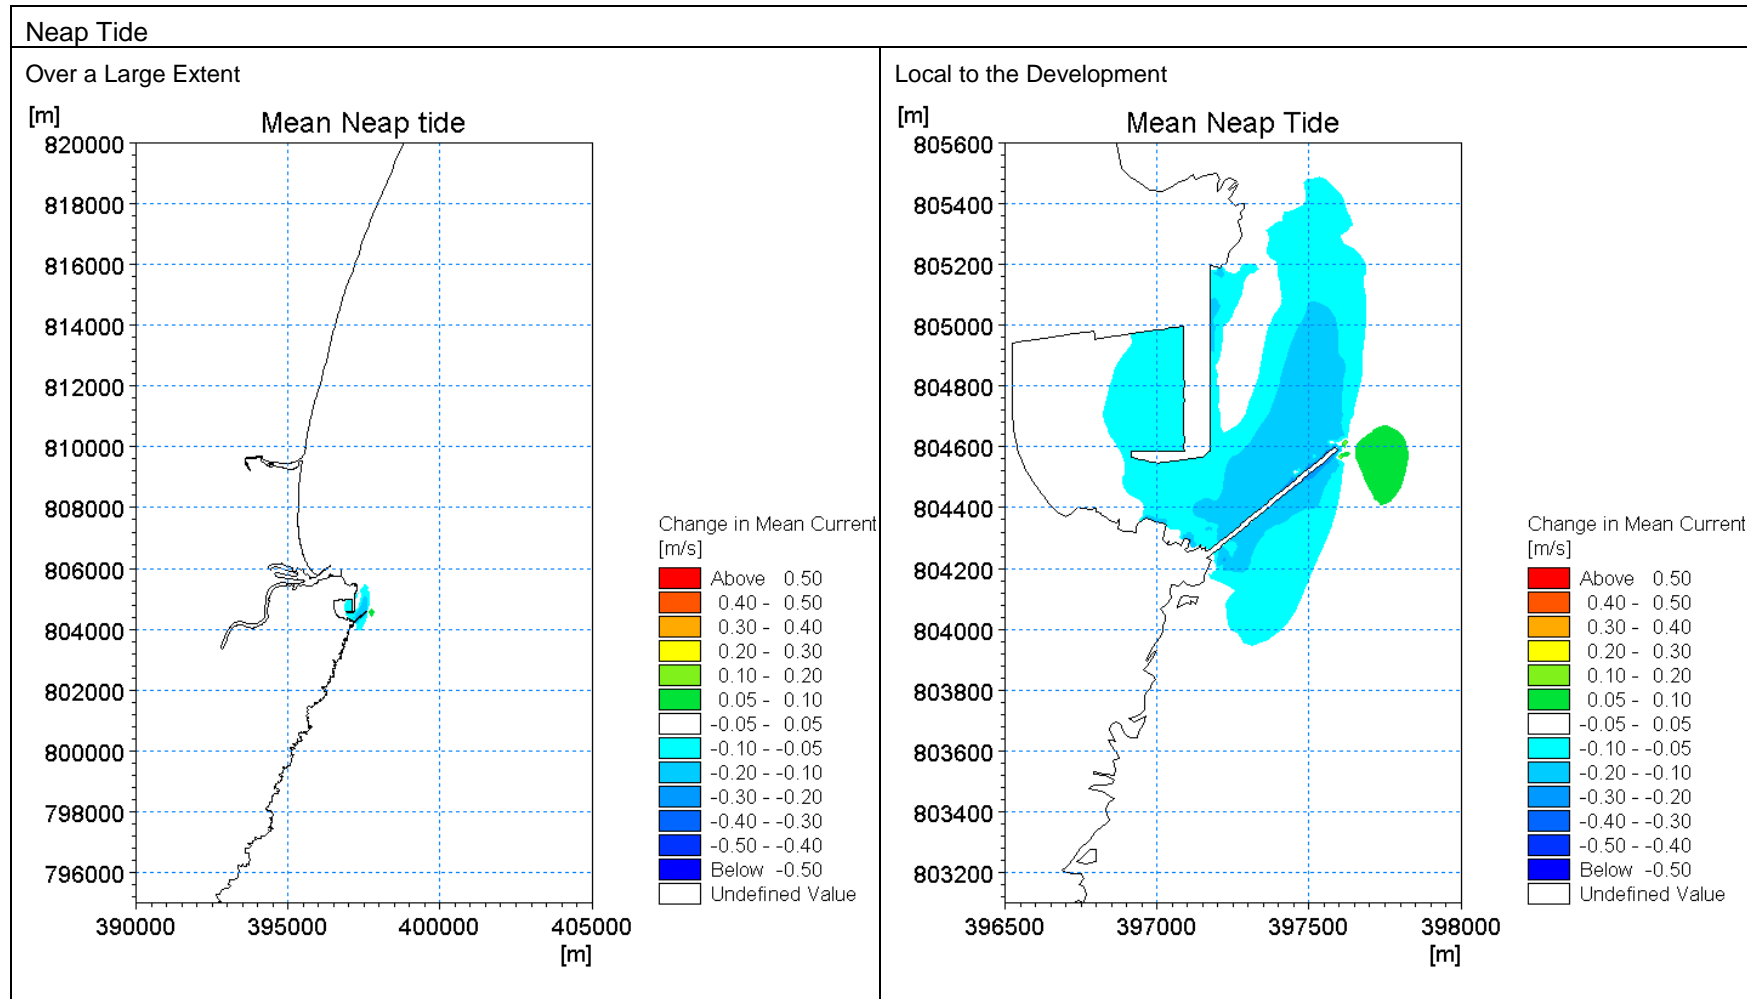 Neap Tide
Over a Large Extent
[m]
Mean Neap tide
820000
818000
816000
814000
812000
810000
808000
806000
804000
802000
800000
798000
796000
390000 395000 400000 405000
[m]
Change in Mean Current
[m/s]
Above 0.50
0.40 - 0.50
0.30 - 0.40
0.20 - 0.30
0.10 - 0.20
0.05 - 0.10
-0.05 - 0.05
-0.10 - -0.05
-0.20 - -0.10
-0.30 - -0.20
-0.40 - -0.30
-0.50 - -0.40
Below -0.50
Undefined Value
Local to the Development
[m]
Mean Neap Tide
805600
805400
805200
805000
804800
804600
804400
804200
804000
803800
803600
803400
803200
396500 397000 397500 398000
[m]
Change in Mean Current
[m/s]
Above 0.50
0.40 - 0.50
0.30 - 0.40
0.20 - 0.30
0.10 - 0.20
0.05 - 0.10
-0.05 - 0.05
-0.10 - -0.05
-0.20 - -0.10
-0.30 - -0.20
-0.40 - -0.30
-0.50 - -0.40
Below -0.50
Undefined Value